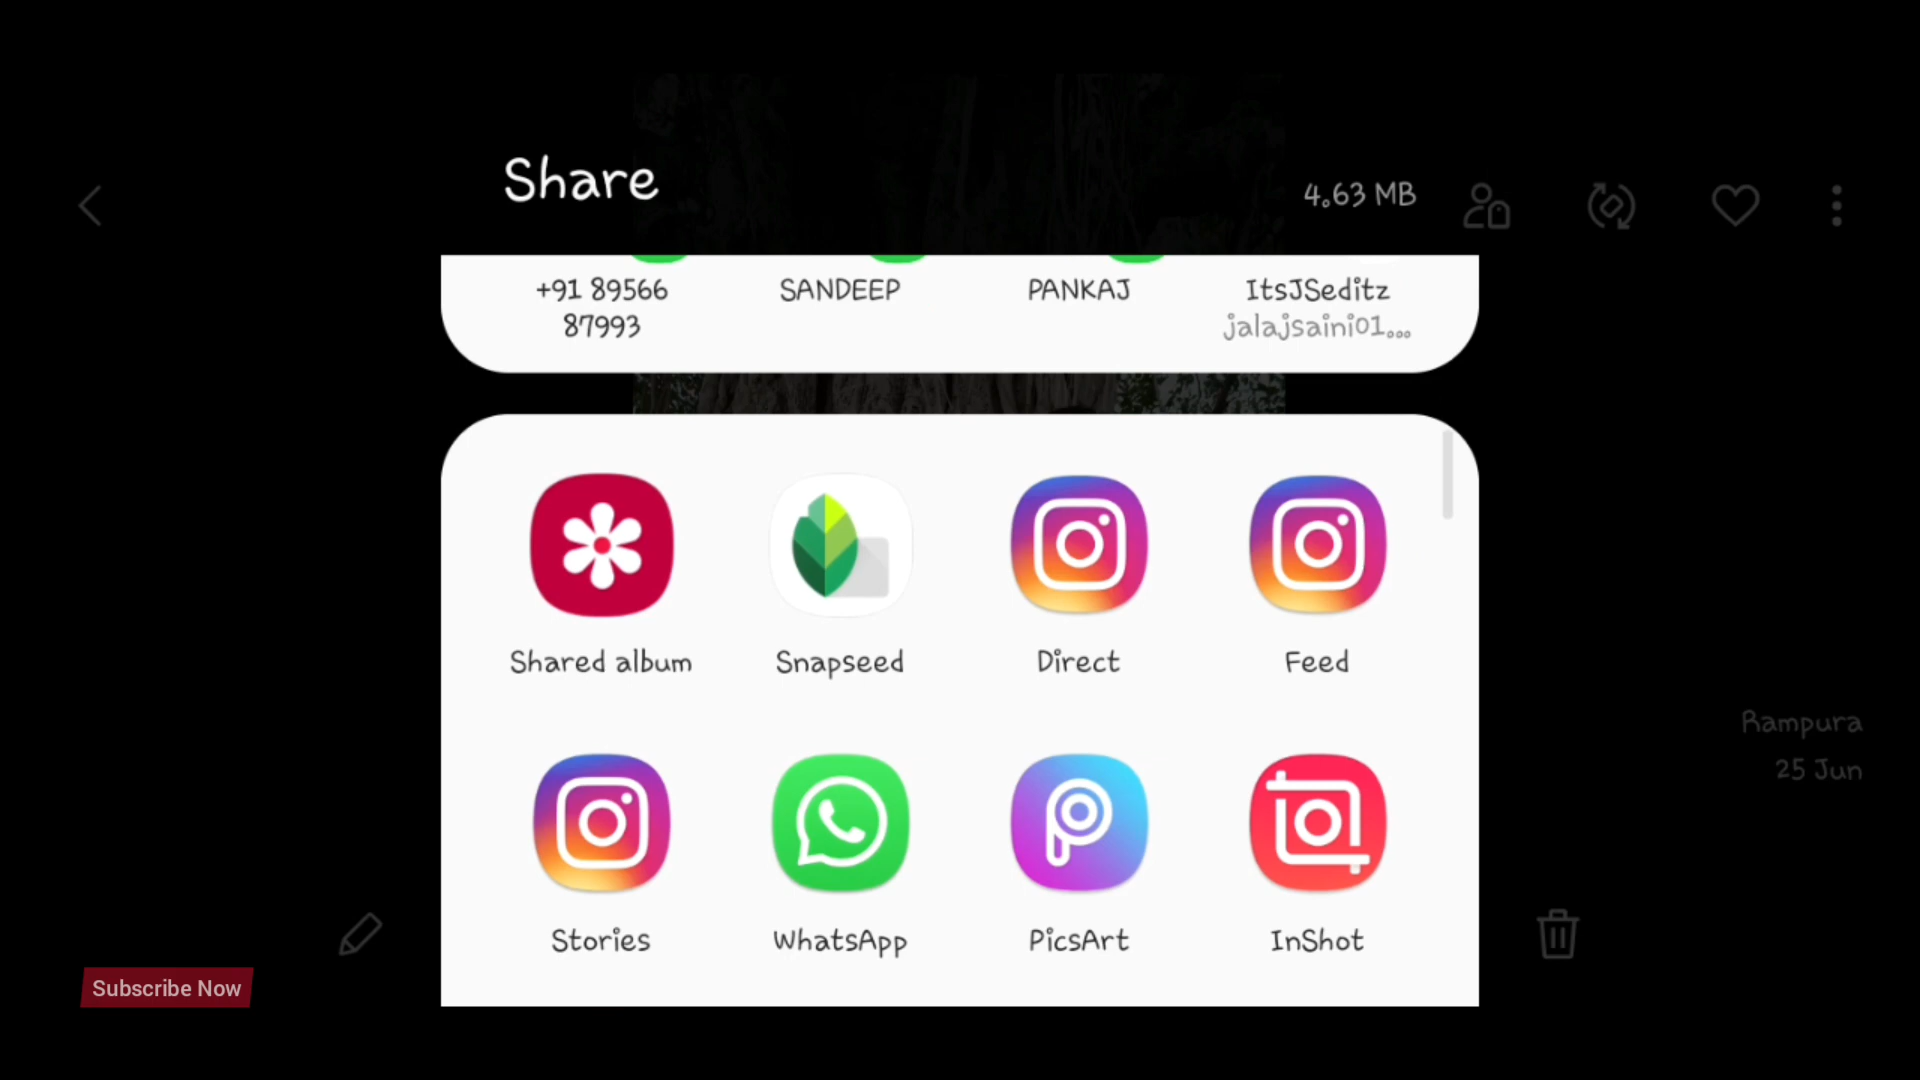 Share
4.63 MB
+91 89566
87993
SANDEEP
PANKAJ
ItsJSeditz
jalajsaini01...
Shared album
Snapseed
Direct
Feed
Rampura
25 Jun
Stories
WhatsApp
PicsArt
InShot
Subscribe Now